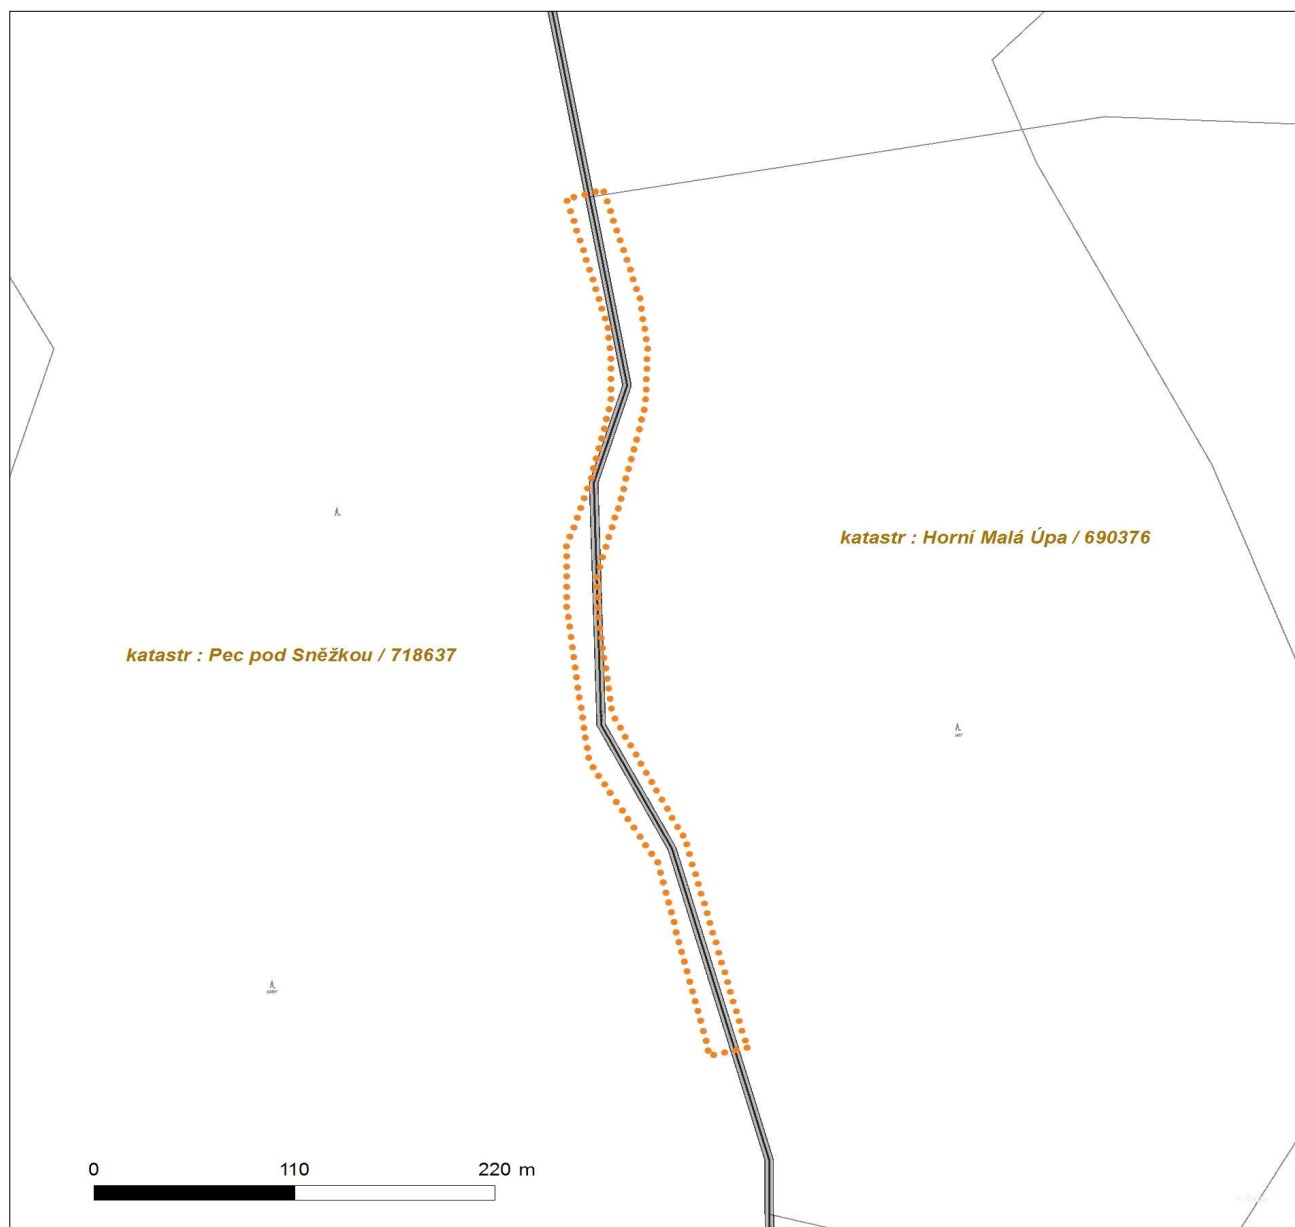 katastr : Horní Malá Úpa / 690376
katastr : Pec pod Sněžkou / 718637
0 110 220 m